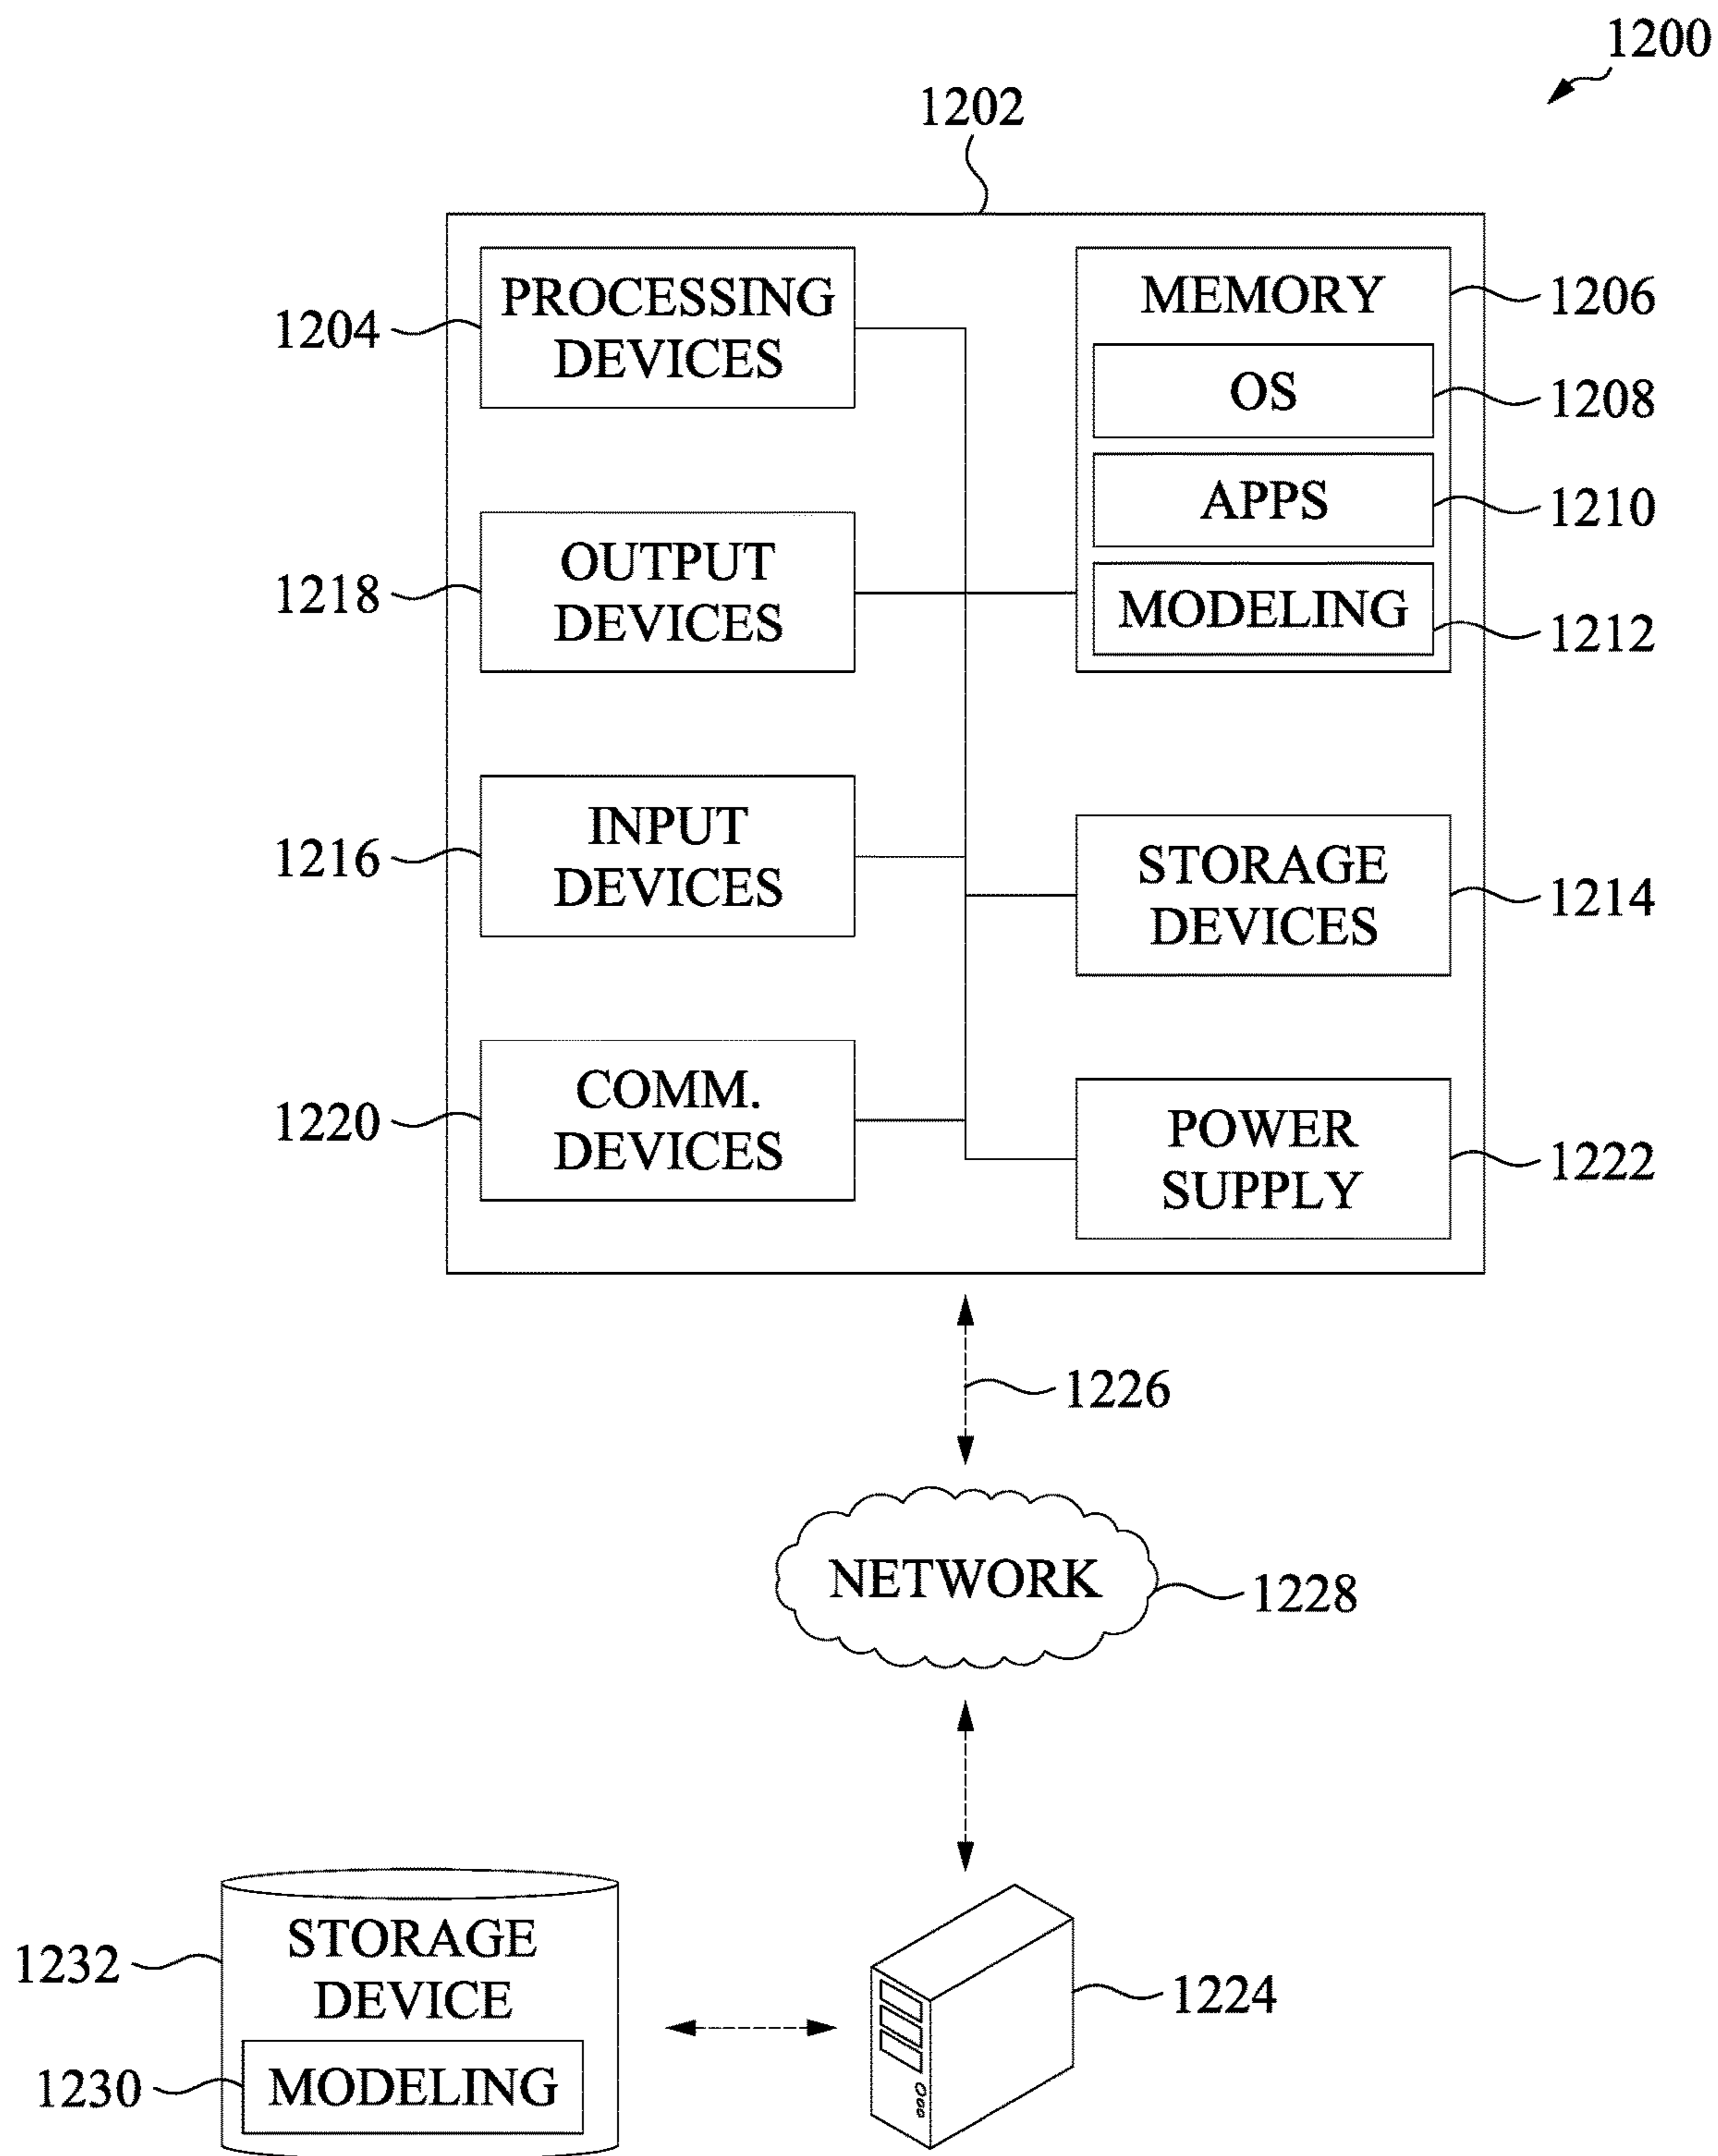 1200
1202
PROCESSING
DEVICES
1204
MEMORY
1206
OS
1208
APPS
1210
MODELING
1212
OUTPUT
DEVICES
1218
INPUT
DEVICES
1216
STORAGE
DEVICES
1214
COMM.
DEVICES
1220
POWER
SUPPLY
1222
1226
NETWORK
1228
STORAGE
DEVICE
1232
1224
MODELING
1230